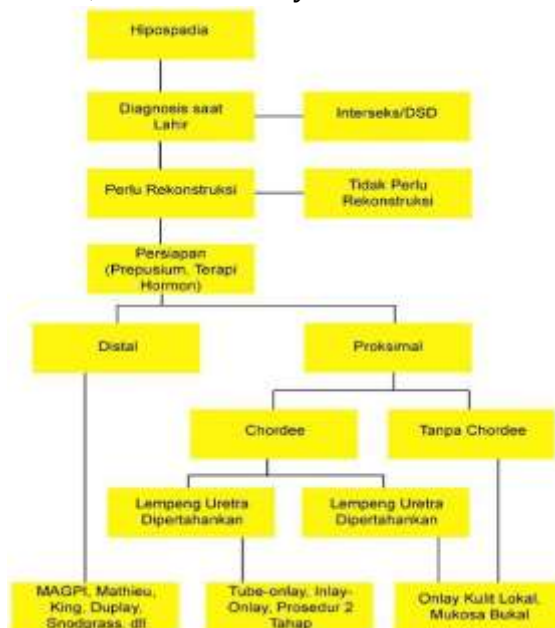 Hipospadia
Diagnosis saat
Lahir
Interseks/DSD
Perlu Rekonstruksi
Tidak Perlu
Rekonstruksi
Persiapan
(Prepusium, Terapi
Hormon)
Distal
Proksimal
Chordee
Tanpa Chordee
Lempeng Uretra
Dipertahankan
Lempeng Uretra
Dipertahankan
MAGPI, Mathieu,
King, Duplay,
Snodgrass, dll
Tube-onlay, Inlay-
Onlay, Prosedur 2
Tahap
Onlay Kulit Lokal,
Mukosa Bukal